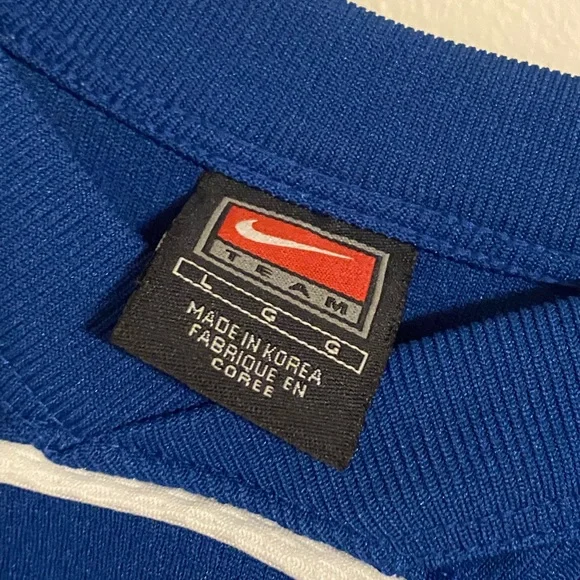 TEAM
L G G
MADE IN KOREA
FABRIQUE EN
COREE